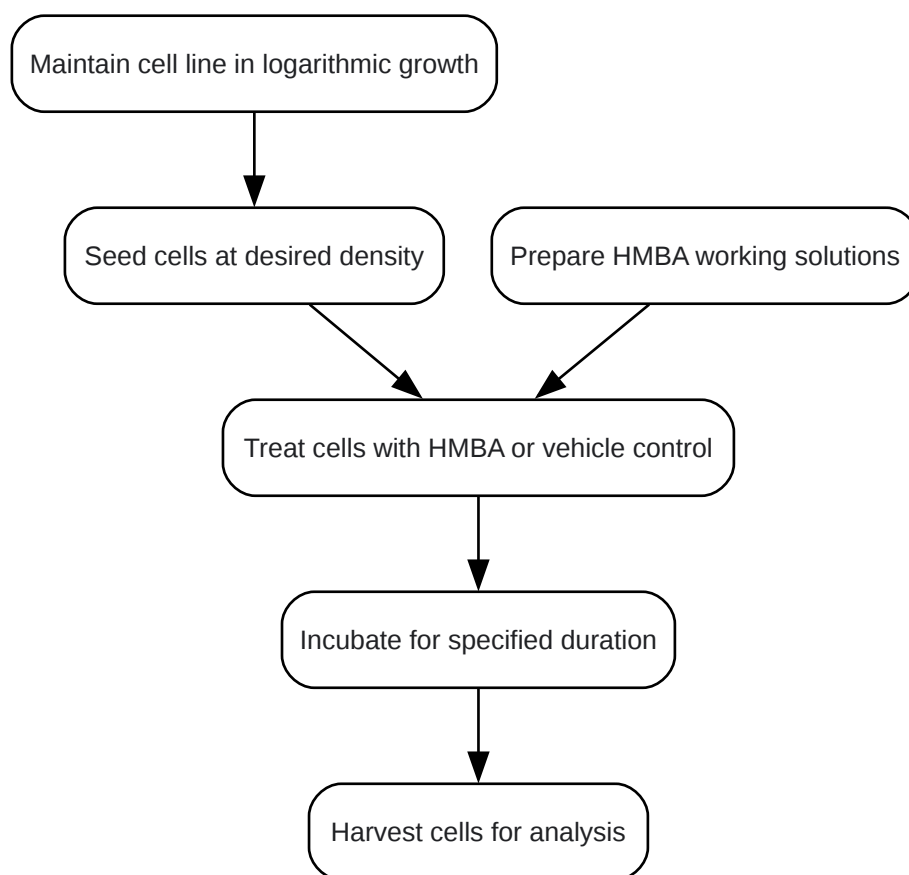 Maintain cell line in logarithmic growth
Seed cells at desired density
Prepare HMBA working solutions
Treat cells with HMBA or vehicle control
Incubate for specified duration
Harvest cells for analysis